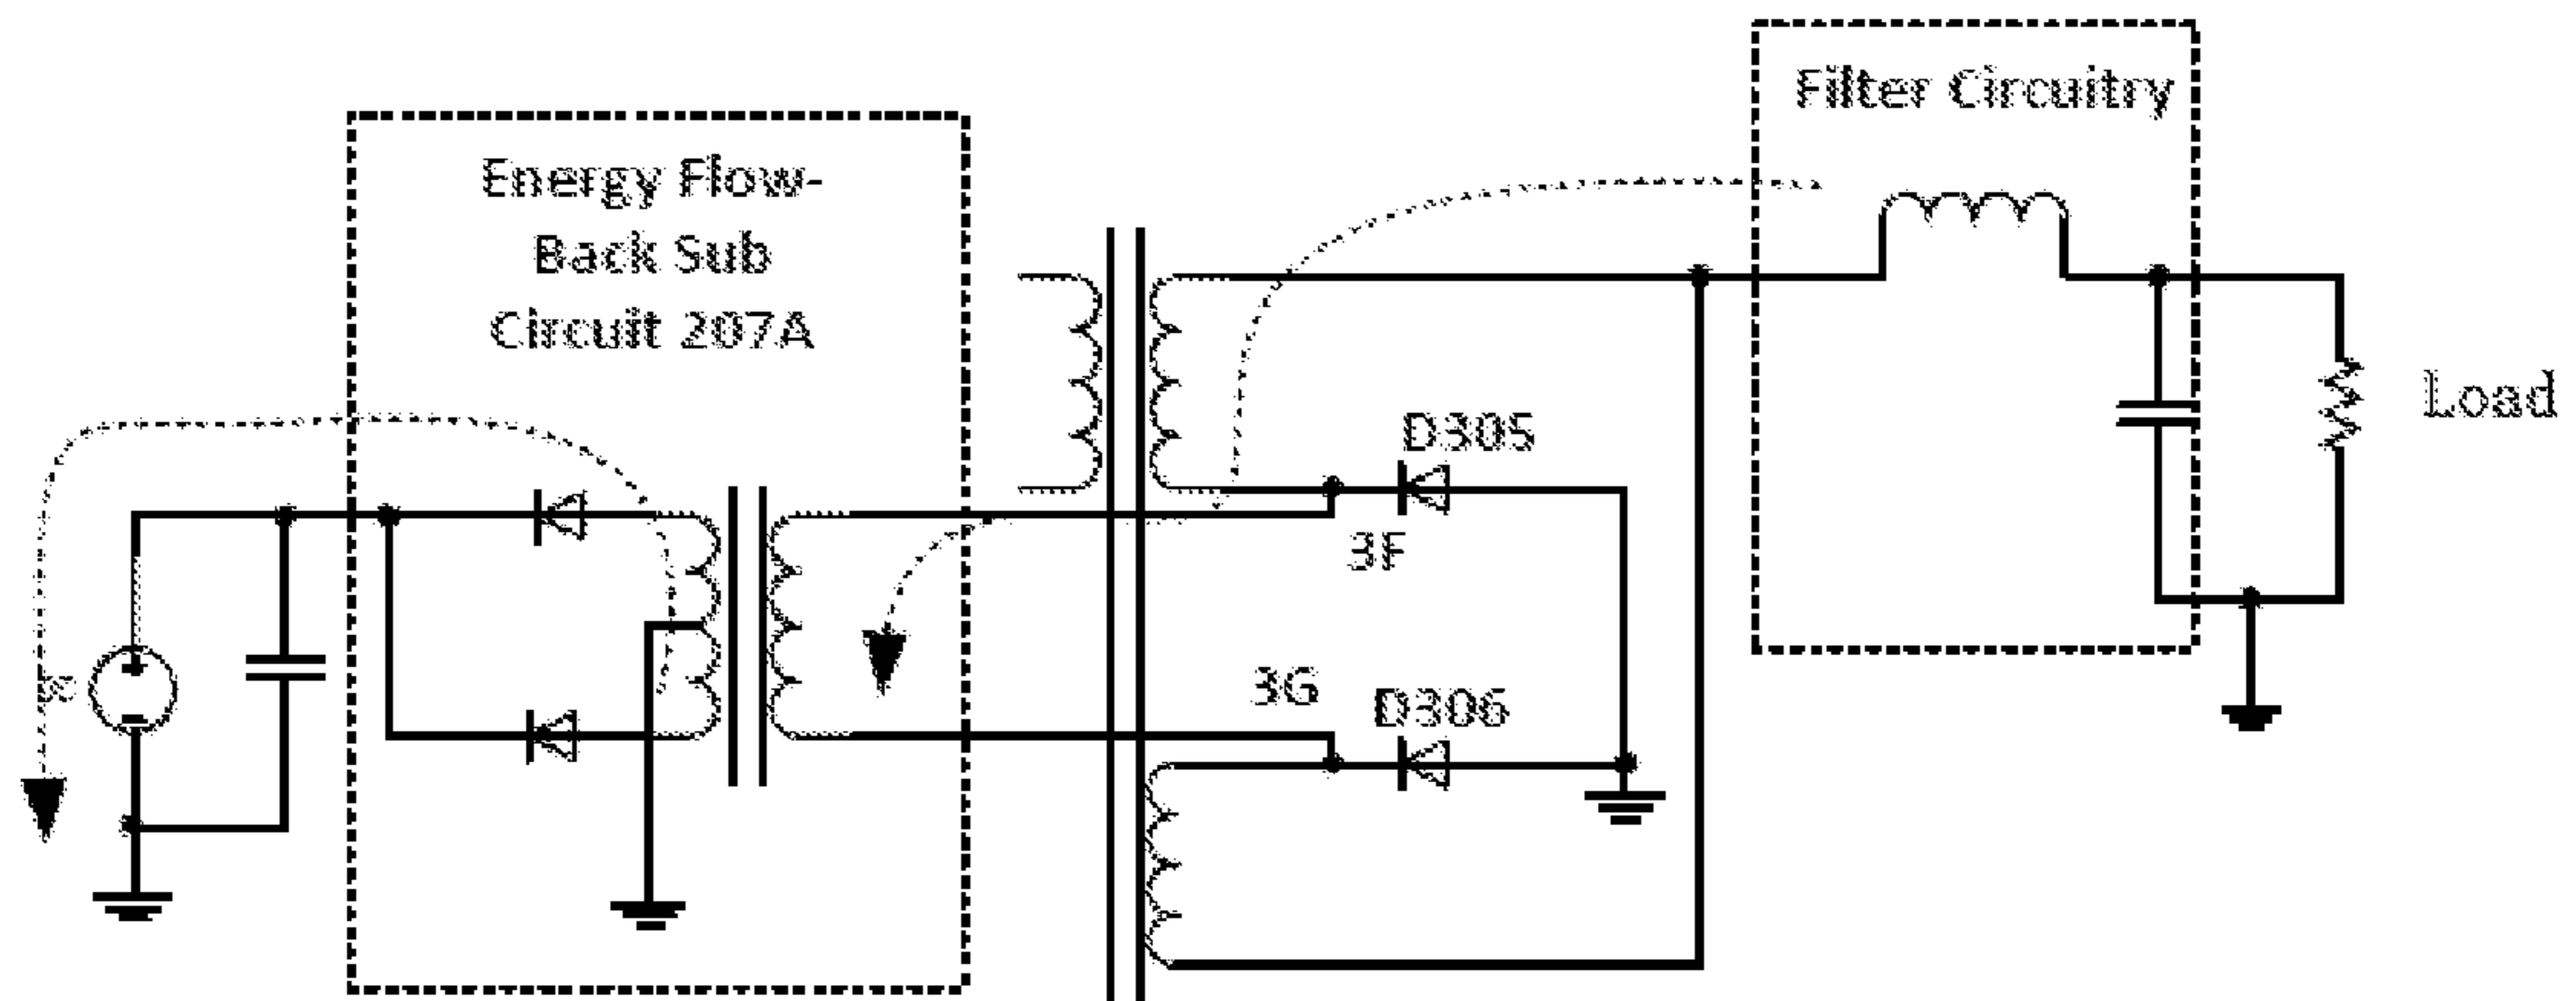 Filter Circuitry
Energy Flow-
Back Sub
Circuit 207A
Load
D305
3F
3G
D306